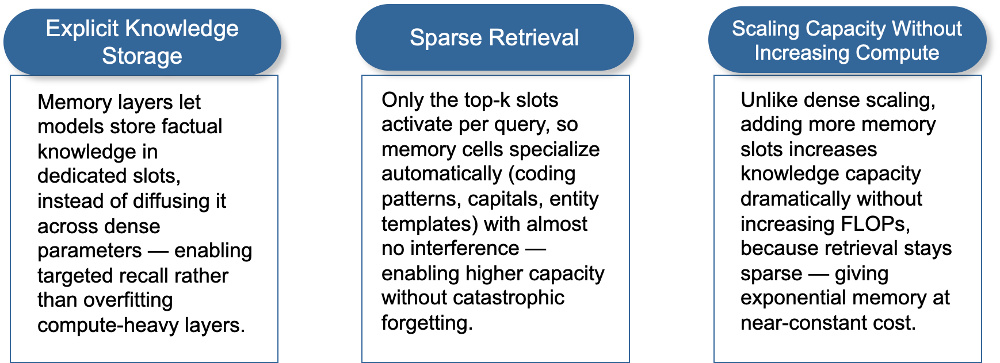 Explicit Knowledge
Storage
Memory layers let
models store factual
knowledge in
dedicated slots,
instead of diffusing it
across dense
parameters — enabling
targeted recall rather
than overfitting
compute-heavy layers.
Sparse Retrieval
Only the top-k slots
activate per query, so
memory cells specialize
automatically (coding
patterns, capitals, entity
templates) with almost
no interference —
enabling higher capacity
without catastrophic
forgetting.
Scaling Capacity Without
Increasing Compute
Unlike dense scaling,
adding more memory
slots increases
knowledge capacity
dramatically without
increasing FLOPs,
because retrieval stays
sparse — giving
exponential memory at
near-constant cost.